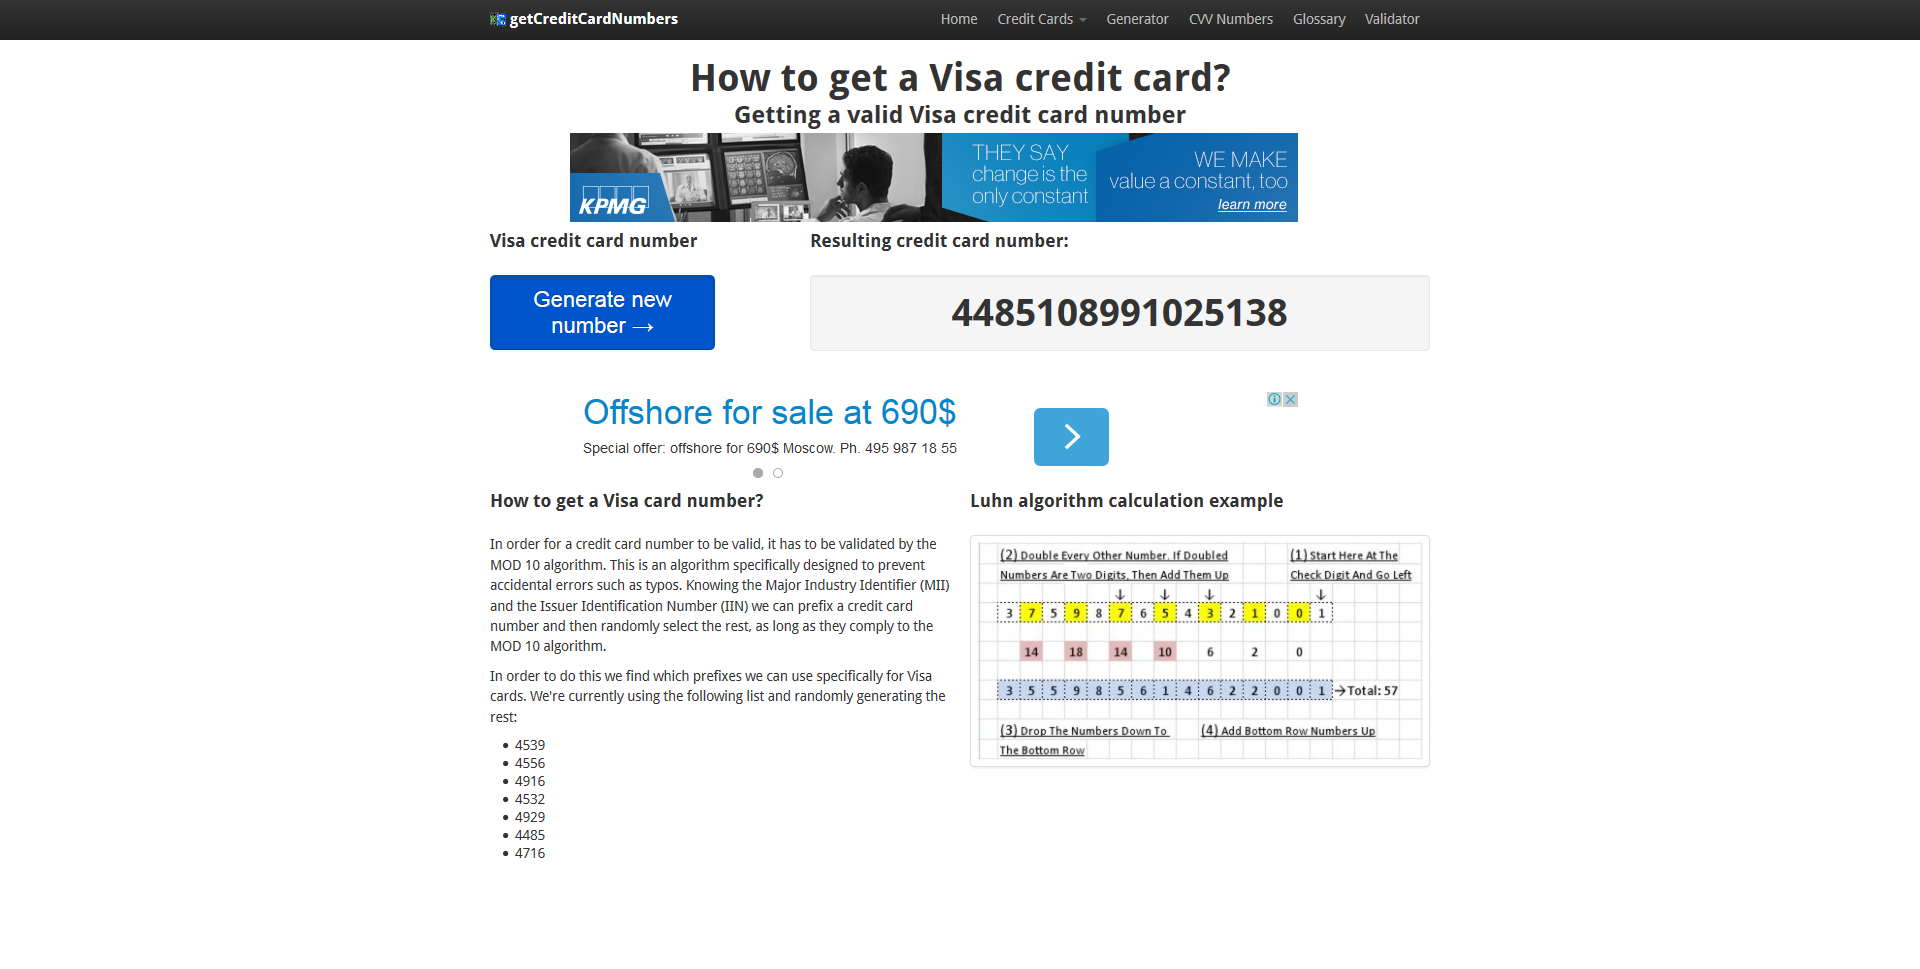 getCreditCardNumbers
Home Credit Cards Generator CVV Numbers Glossary Validator
How to get a Visa credit card?
Getting a valid Visa credit card number
KPMG
THEY SAY
change is the
only constant
WE MAKE
value a constant, too
learn more
Visa credit card number
Generate new
number →
Resulting credit card number:
4485108991025138
Offshore for sale at 690$
Special offer: offshore for 690$ Moscow. Ph. 495 987 18 55
How to get a Visa card number?
In order for a credit card number to be valid, it has to be validated by the
MOD 10 algorithm. This is an algorithm specifically designed to prevent
accidental errors such as typos. Knowing the Major Industry Identifier (MII)
and the Issuer Identification Number (IIN) we can prefix a credit card
number and then randomly select the rest, as long as they comply to the
MOD 10 algorithm.
In order to do this we find which prefixes we can use specifically for Visa
cards. We're currently using the following list and randomly generating the
rest:
4539
4556
4916
4532
4929
4485
4716
Luhn algorithm calculation example
(2) Double Every Other Number. If Doubled
Numbers Are Two Digits, Then Add Them Up
(1) Start Here At The
Check Digit And Go Left
3 7 5 9 8 7 6 5 4 3 2 1 0 0 1
14 18 14 10 6 2 0
3 5 5 9 8 5 6 1 4 6 2 2 0 0 1 →Total: 57
(3) Drop The Numbers Down To
The Bottom Row
(4) Add Bottom Row Numbers Up